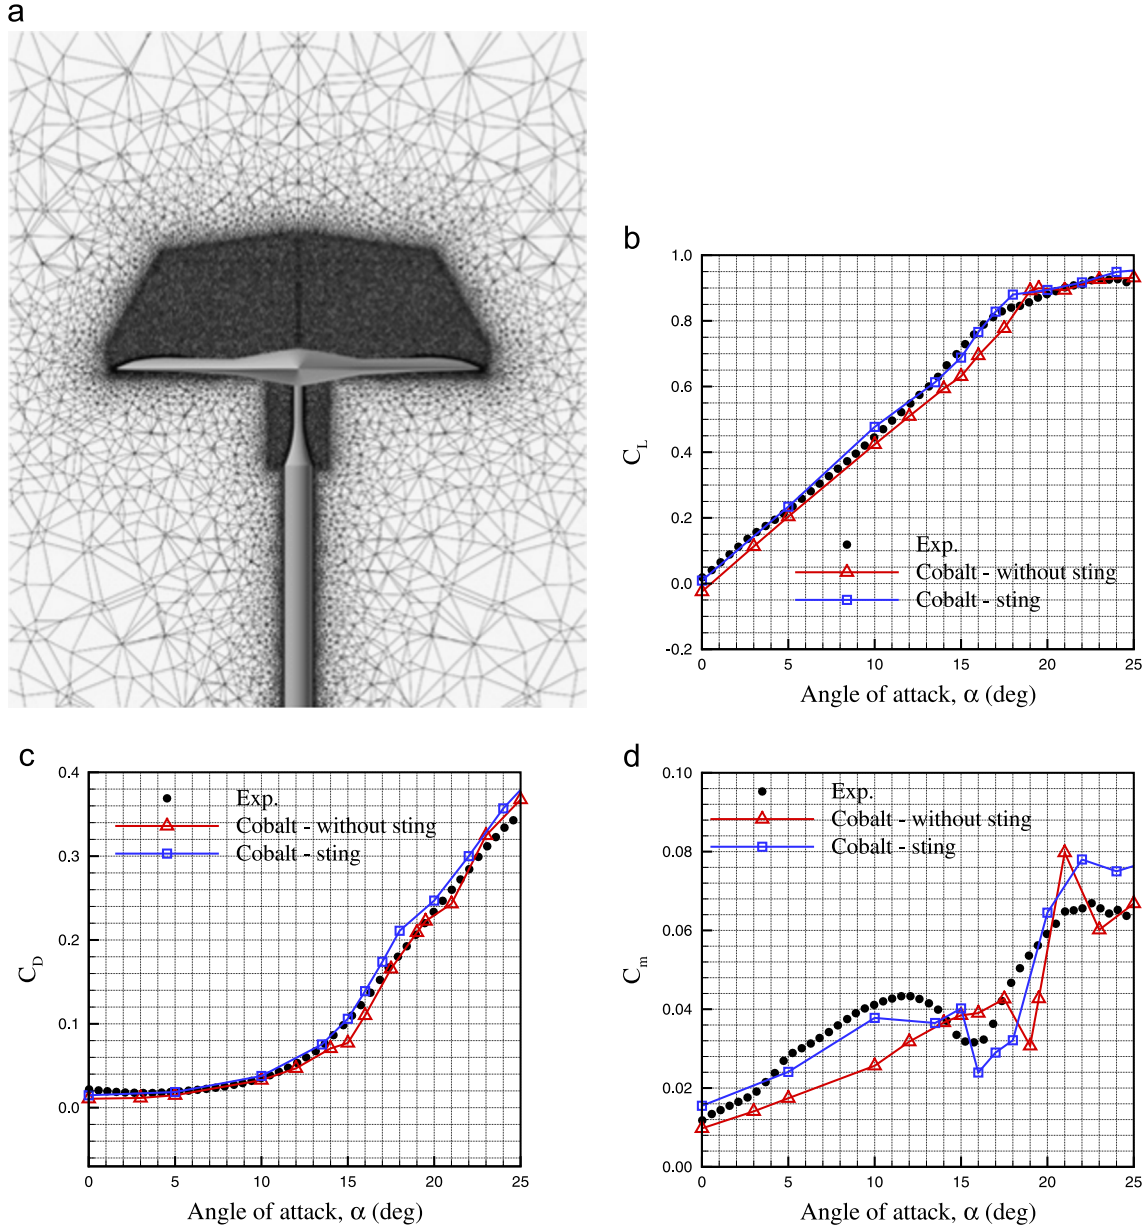 a
b
1.0
0.8
0.6
0.4
0.2
0.0
-0.2
C_L
Exp.
Cobalt - without sting
Cobalt - sting
0 5 10 15 20 25
Angle of attack, α (deg)
c
0.4
0.3
0.2
0.1
0.0
C_D
Exp.
Cobalt - without sting
Cobalt - sting
0 5 10 15 20 25
Angle of attack, α (deg)
d
0.10
0.08
0.06
0.04
0.02
0.00
C_m
Exp.
Cobalt - without sting
Cobalt - sting
0 5 10 15 20 25
Angle of attack, α (deg)